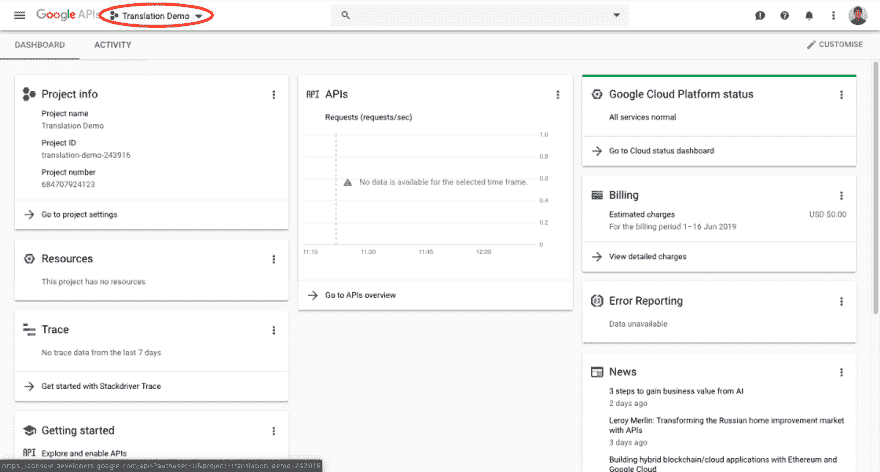 Google APIs Translation Demo
DASHBOARD ACTIVITY CUSTOMISE
Project info
Project name
Translation Demo
Project ID
translation-demo-243916
Project number
684707924123
Go to project settings
Resources
This project has no resources
Trace
No trace data from the last 7 days
Get started with Stackdriver Trace
Getting started
API Explore and enable APIs
API APIs
Requests (requests/sec)
1.0
0.8
0.6
No data is available for the selected time frame.
0.4
0.2
0
11:15 11:30 11:45 12:00
Go to APIs overview
Google Cloud Platform status
All services normal
Go to Cloud status dashboard
Billing
Estimated charges USD $0.00
For the billing period 1–16 Jun 2019
View detailed charges
Error Reporting
Data unavailable
News
3 steps to gain business value from AI
2 days ago
Leroy Merlin: Transforming the Russian home improvement market
with APIs
3 days ago
Building hybrid blockchain/cloud applications with Ethereum and
Google Cloud
https://console.developers.google.com/apis?authuser=0&project=translation-demo-243916